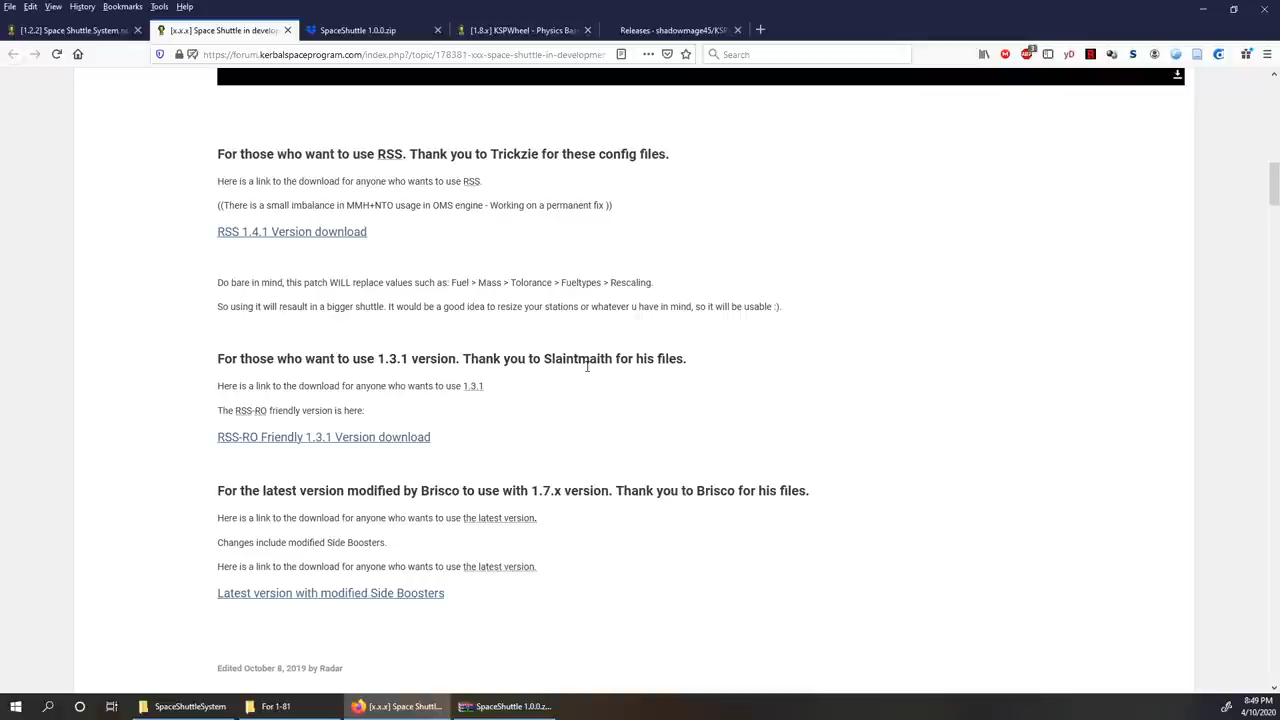 File Edit View History Bookmarks Tools Help
[1.2.2] Space Shuttle System.ns
[x.x.x] Space Shuttle in develop
SpaceShuttle 1.0.0.zip
[1.8.x] KSPWheel - Physics Bas
Releases - shadowmage45/KSP
https://forum.kerbalspaceprogram.com/index.php?/topic/178381-xxx-space-shuttle-in-developmen
Search
For those who want to use RSS. Thank you to Trickzie for these config files.
Here is a link to the download for anyone who wants to use RSS.
((There is a small imbalance in MMH+NTO usage in OMS engine - Working on a permanent fix ))
RSS 1.4.1 Version download
Do bare in mind, this patch WILL replace values such as: Fuel > Mass > Tolorance > Fueltypes > Rescaling.
So using it will resault in a bigger shuttle. It would be a good idea to resize your stations or whatever u have in mind, so it will be usable :).
For those who want to use 1.3.1 version. Thank you to Slaintmaith for his files.
Here is a link to the download for anyone who wants to use 1.3.1
The RSS-RO friendly version is here:
RSS-RO Friendly 1.3.1 Version download
For the latest version modified by Brisco to use with 1.7.x version. Thank you to Brisco for his files.
Here is a link to the download for anyone who wants to use the latest version.
Changes include modified Side Boosters.
Here is a link to the download for anyone who wants to use the latest version.
Latest version with modified Side Boosters
Edited October 8, 2019 by Radar
SpaceShuttleSystem
For 1-81
[x.x.x] Space Shuttl...
SpaceShuttle 1.0.0.z...
8:49 PM
4/10/2020